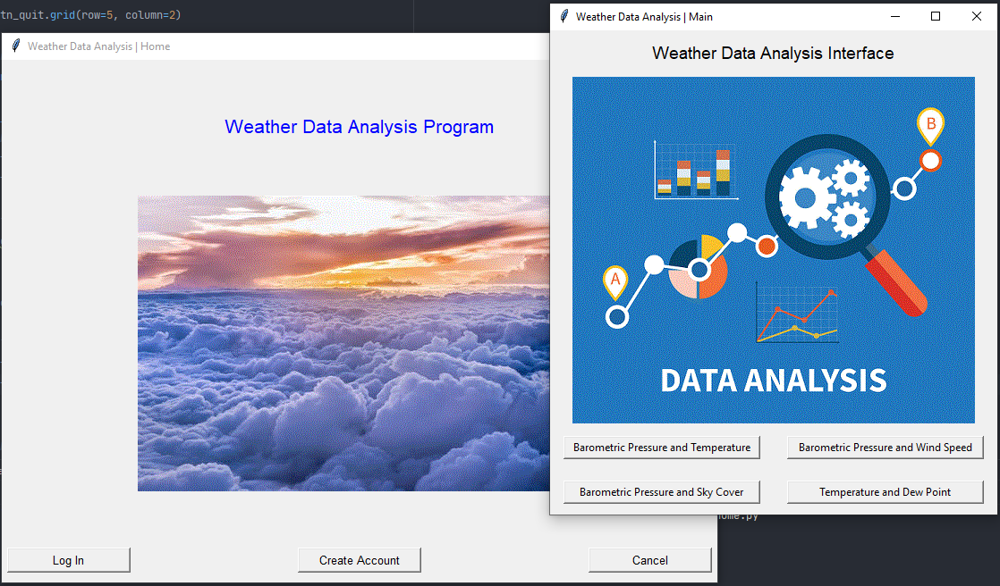 tn_quit.grid(row=5, column=2)
Weather Data Analysis | Home
Weather Data Analysis Program
Log In
Create Account
Cancel
Weather Data Analysis | Main
Weather Data Analysis Interface
B
A
DATA ANALYSIS
Barometric Pressure and Temperature
Barometric Pressure and Wind Speed
Barometric Pressure and Sky Cover
Temperature and Dew Point
ome.py